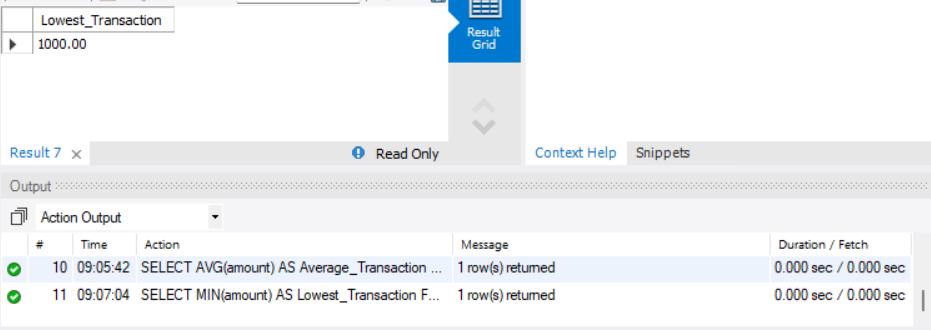 Lowest_Transaction
1000.00
Result
Grid
Result 7
Read Only
Context Help Snippets
Output
Action Output
# Time Action Message Duration / Fetch
10 09:05:42 SELECT AVG(amount) AS Average_Transaction ... 1 row(s) returned 0.000 sec / 0.000 sec
11 09:07:04 SELECT MIN(amount) AS Lowest_Transaction F... 1 row(s) returned 0.000 sec / 0.000 sec